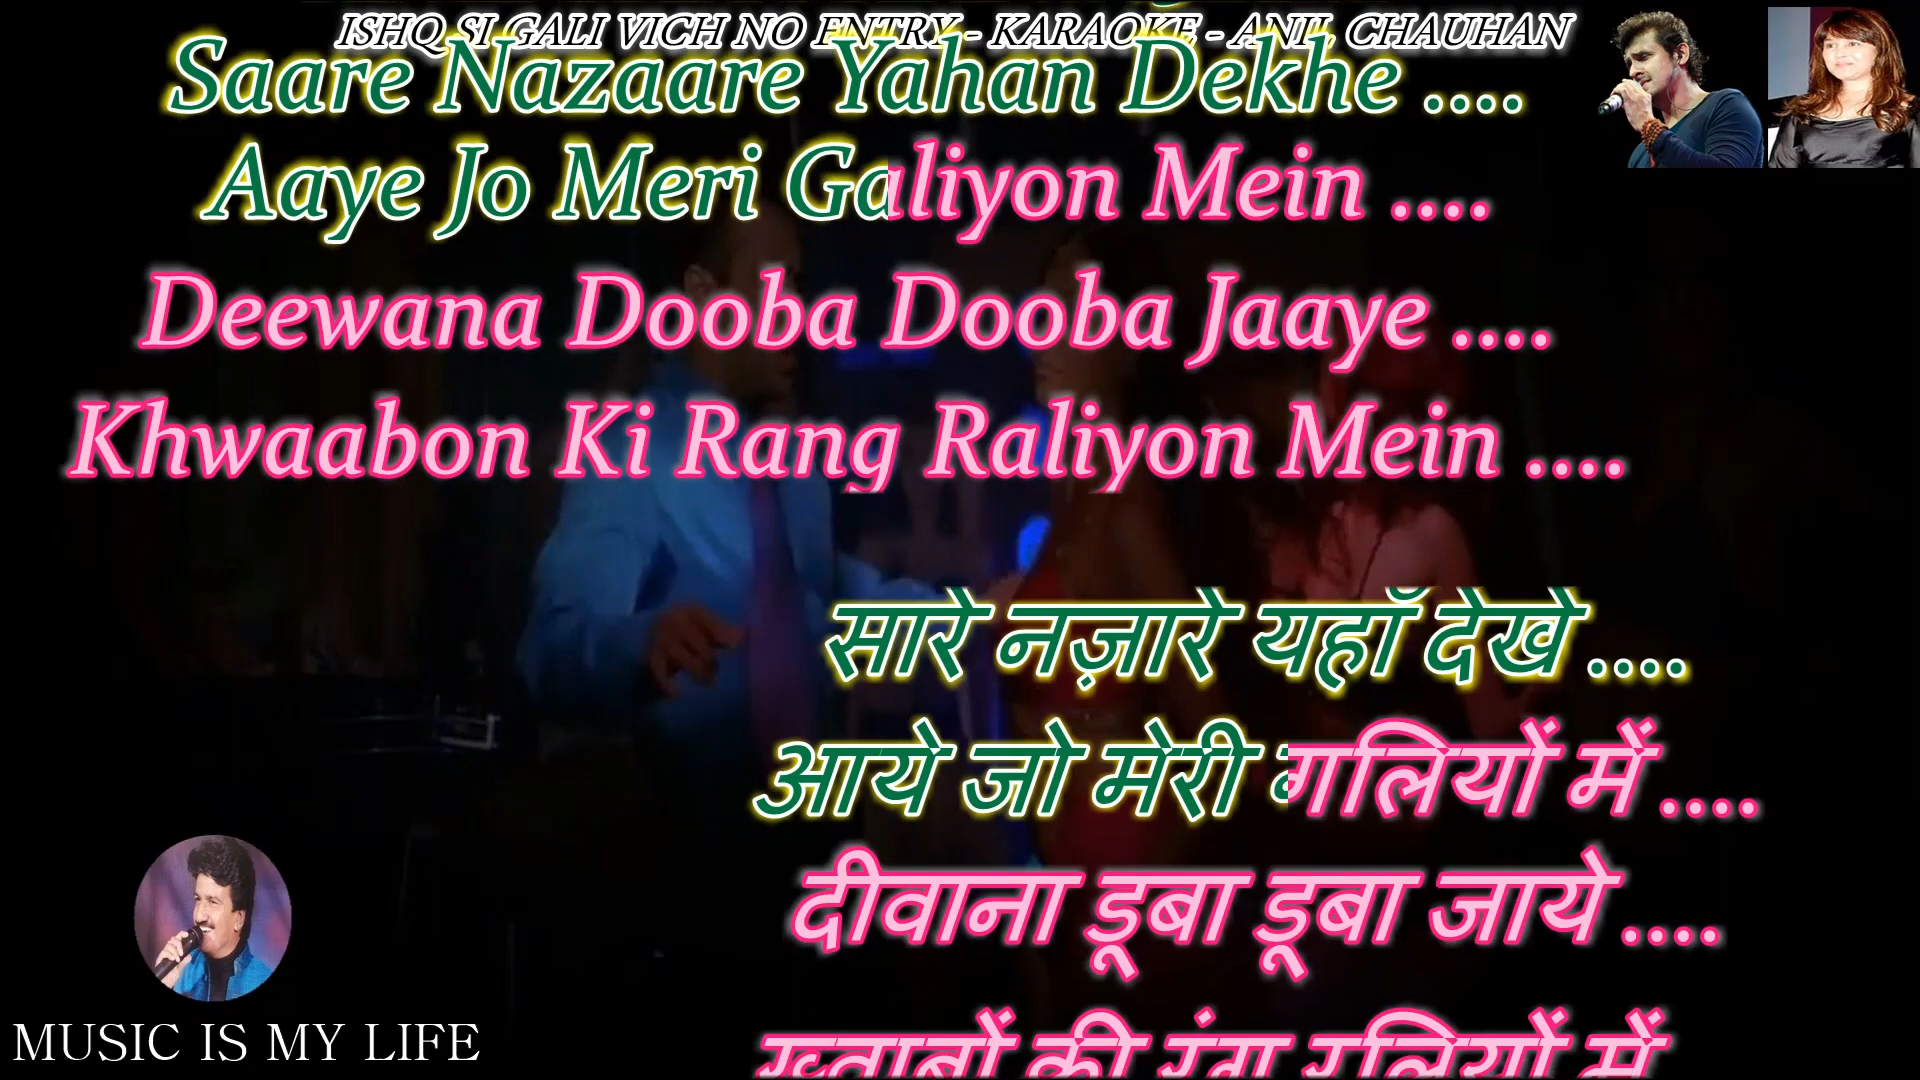 ISHQ SI GALI VICH NO ENTRY - KARAOKE - ANIL CHAUHAN
Saare Nazaare Yahan Dekhe ....
Aaye Jo Meri Galiyon Mein ....
Deewana Dooba Dooba Jaaye ....
Khwaabon Ki Rang Raliyon Mein ....
सारे नज़ारे यहाँ देखे ....
आये जो मेरी गलियों में ....
दीवाना डूबा डूबा जाये ....
ख्वाबों की रंग रलियों में
MUSIC IS MY LIFE